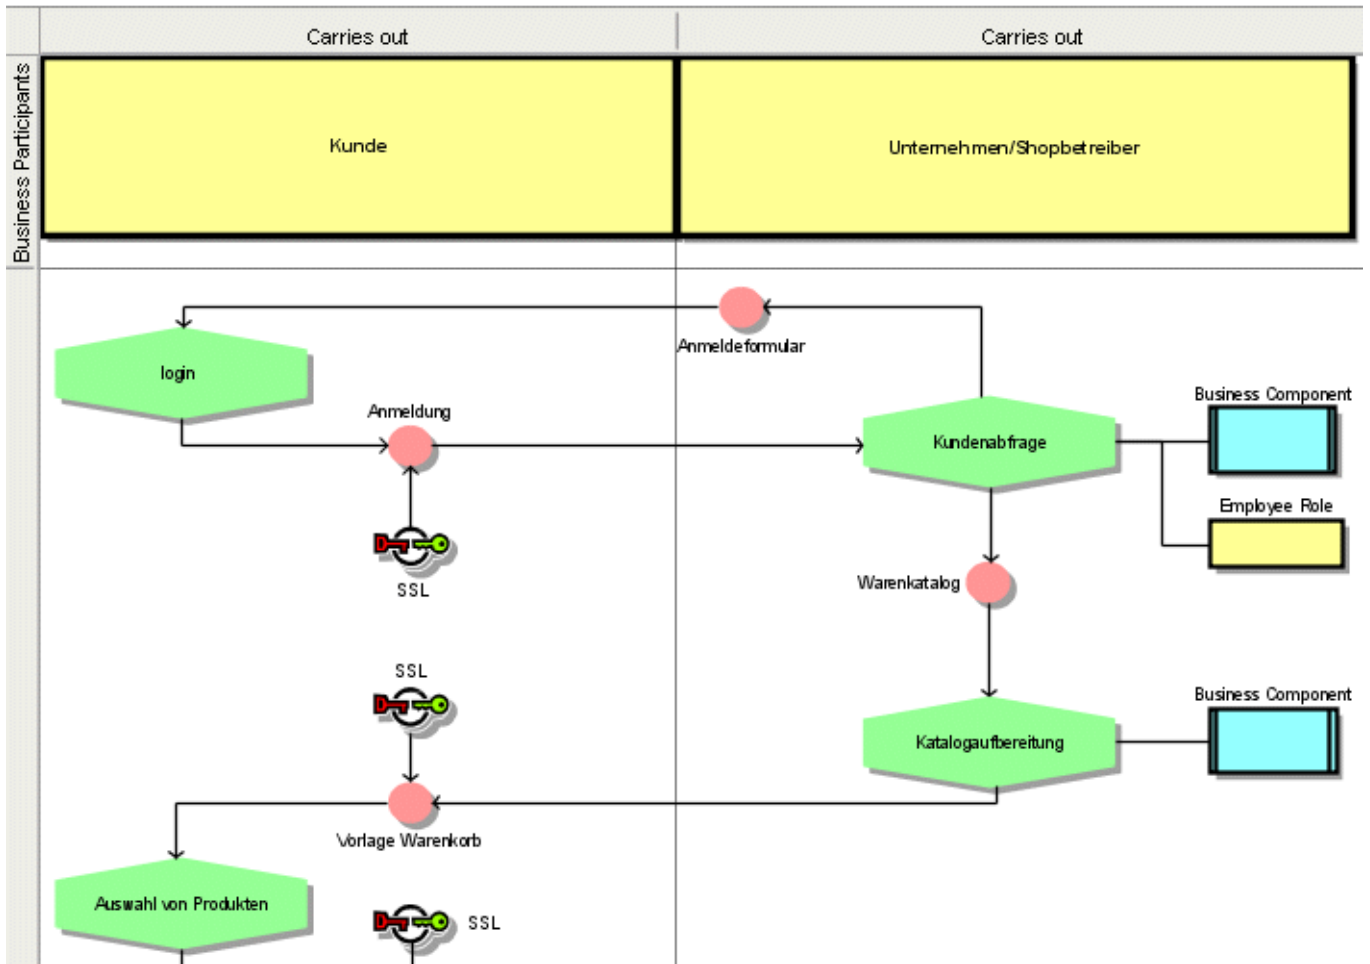 Carries out
Carries out
Business Participants
Kunde
Unternehmen/Shopbetreiber
Anmeldeformular
login
Anmeldung
Business Component
Kundenabfrage
Employee Role
SSL
Warenkatalog
SSL
Business Component
Katalogaufbereitung
Vorlage Warenkorb
Auswahl von Produkten
SSL